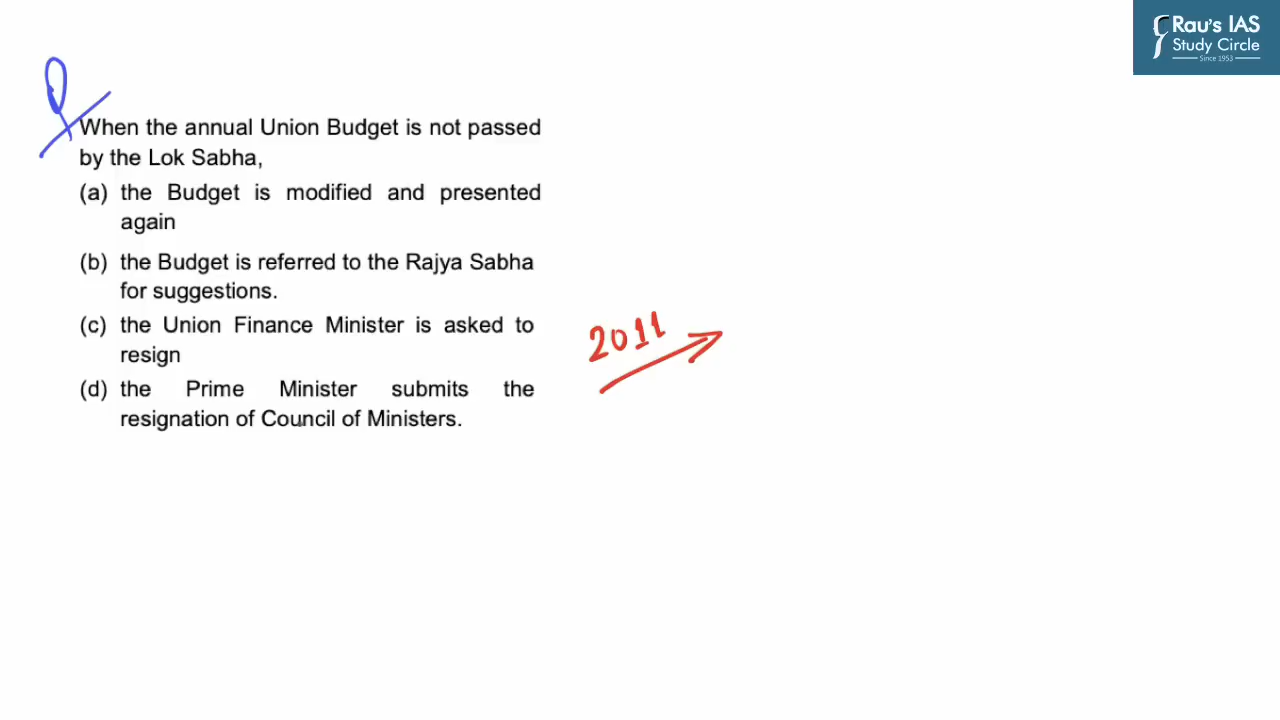 Rau's IAS
Study Circle
Since 1953
When the annual Union Budget is not passed
by the Lok Sabha,
(a) the Budget is modified and presented
again
(b) the Budget is referred to the Rajya Sabha
for suggestions.
(c) the Union Finance Minister is asked to
resign
2011
(d) the Prime Minister submits the
resignation of Council of Ministers.